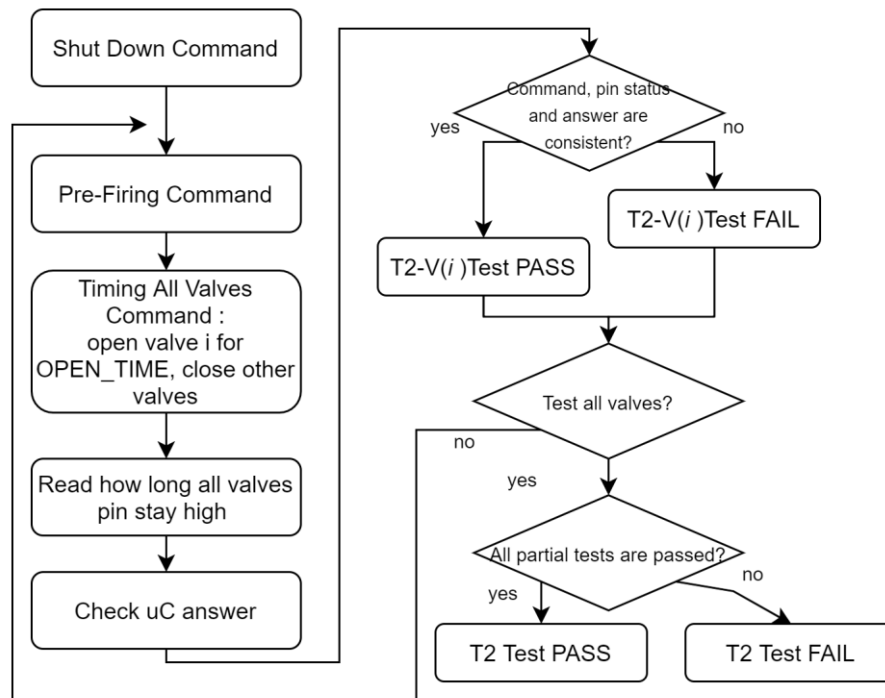 Shut Down Command
Pre-Firing Command
Timing All Valves
Command :
open valve i for
OPEN_TIME, close other
valves
Read how long all valves
pin stay high
Check uC answer
Command, pin status
and answer are
consistent?
yes
no
T2-V(i )Test FAIL
T2-V(i )Test PASS
Test all valves?
no
yes
All partial tests are passed?
yes
no
T2 Test PASS
T2 Test FAIL